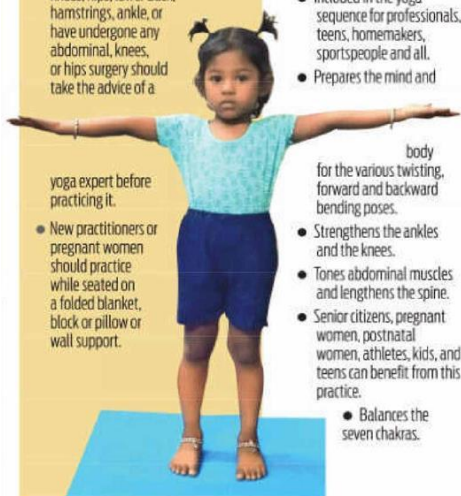 hamstrings, ankle, or
have undergone any
abdominal, knees,
or hips surgery should
take the advice of a
yoga expert before
practicing it.
● New practitioners or
pregnant women
should practice
while seated on
a folded blanket,
block or pillow or
wall support.
sequence for professionals,
teens, homemakers,
sportspeople and all.
● Prepares the mind and
body
for the various twisting,
forward and backward
bending poses.
● Strengthens the ankles
and the knees.
● Tones abdominal muscles
and lengthens the spine.
● Senior citizens, pregnant
women, postnatal
women, athletes, kids, and
teens can benefit from this
practice.
● Balances the
seven chakras.